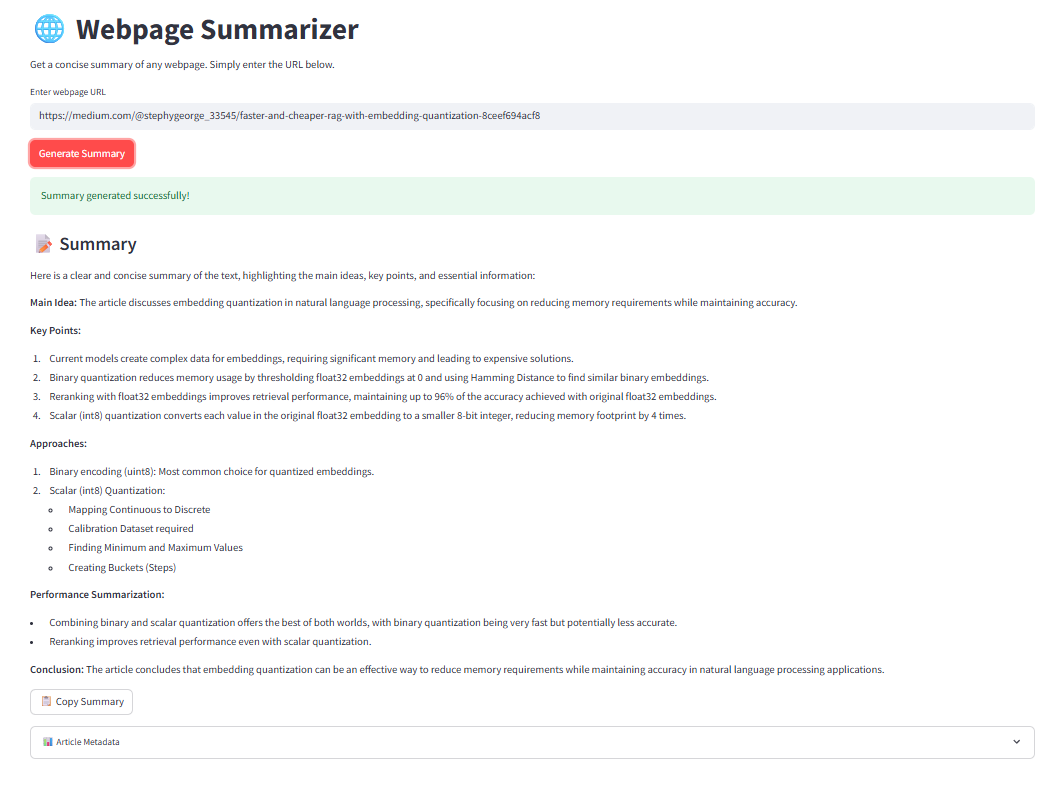 Webpage Summarizer
Get a concise summary of any webpage. Simply enter the URL below.
Enter webpage URL
https://medium.com/@stephygeorge_33545/faster-and-cheaper-rag-with-embedding-quantization-8ceef694acf8
Generate Summary
Summary generated successfully!
Summary
Here is a clear and concise summary of the text, highlighting the main ideas, key points, and essential information:
Main Idea: The article discusses embedding quantization in natural language processing, specifically focusing on reducing memory requirements while maintaining accuracy.
Key Points:
1. Current models create complex data for embeddings, requiring significant memory and leading to expensive solutions.
2. Binary quantization reduces memory usage by thresholding float32 embeddings at 0 and using Hamming Distance to find similar binary embeddings.
3. Reranking with float32 embeddings improves retrieval performance, maintaining up to 96% of the accuracy achieved with original float32 embeddings.
4. Scalar (int8) quantization converts each value in the original float32 embedding to a smaller 8-bit integer, reducing memory footprint by 4 times.
Approaches:
1. Binary encoding (uint8): Most common choice for quantized embeddings.
2. Scalar (int8) Quantization:
Mapping Continuous to Discrete
Calibration Dataset required
Finding Minimum and Maximum Values
Creating Buckets (Steps)
Performance Summarization:
Combining binary and scalar quantization offers the best of both worlds, with binary quantization being very fast but potentially less accurate.
Reranking improves retrieval performance even with scalar quantization.
Conclusion: The article concludes that embedding quantization can be an effective way to reduce memory requirements while maintaining accuracy in natural language processing applications.
Copy Summary
Article Metadata